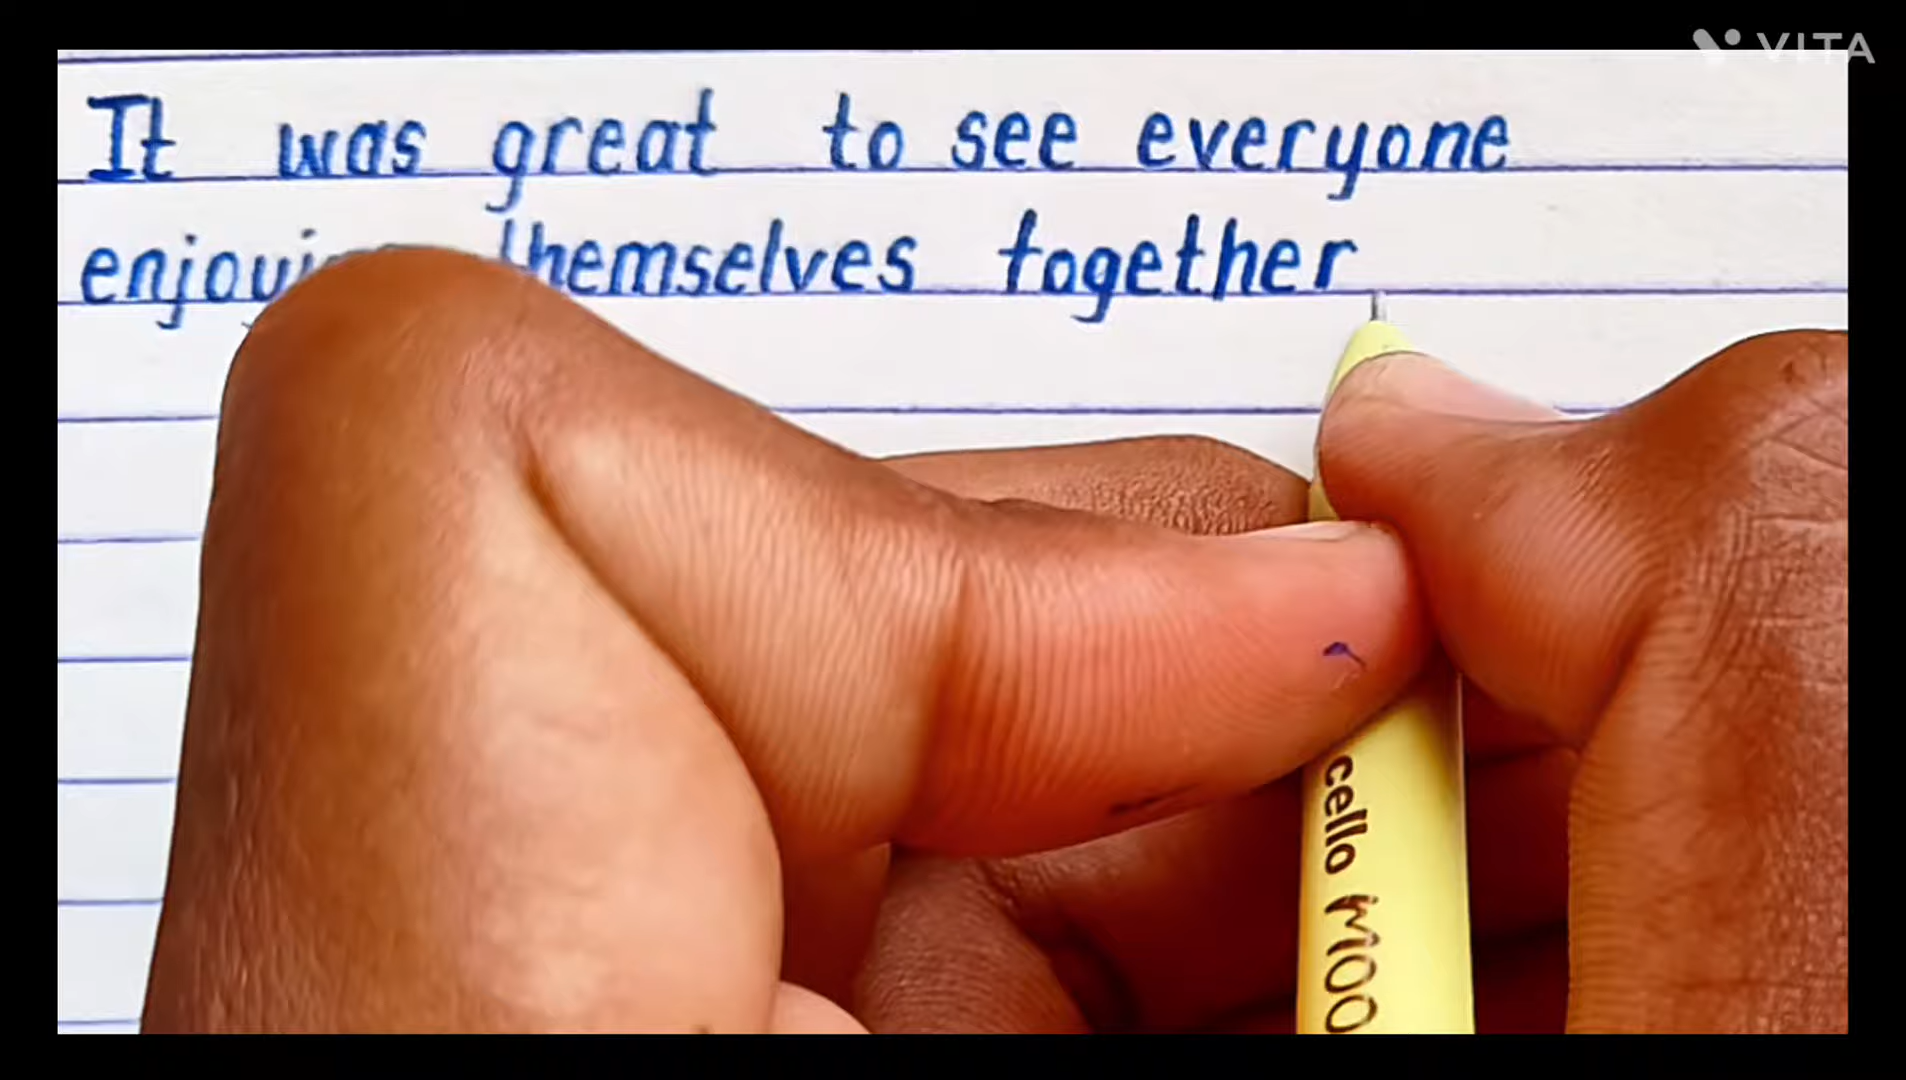 VITA
It was great to see everyone
themselves together
cello